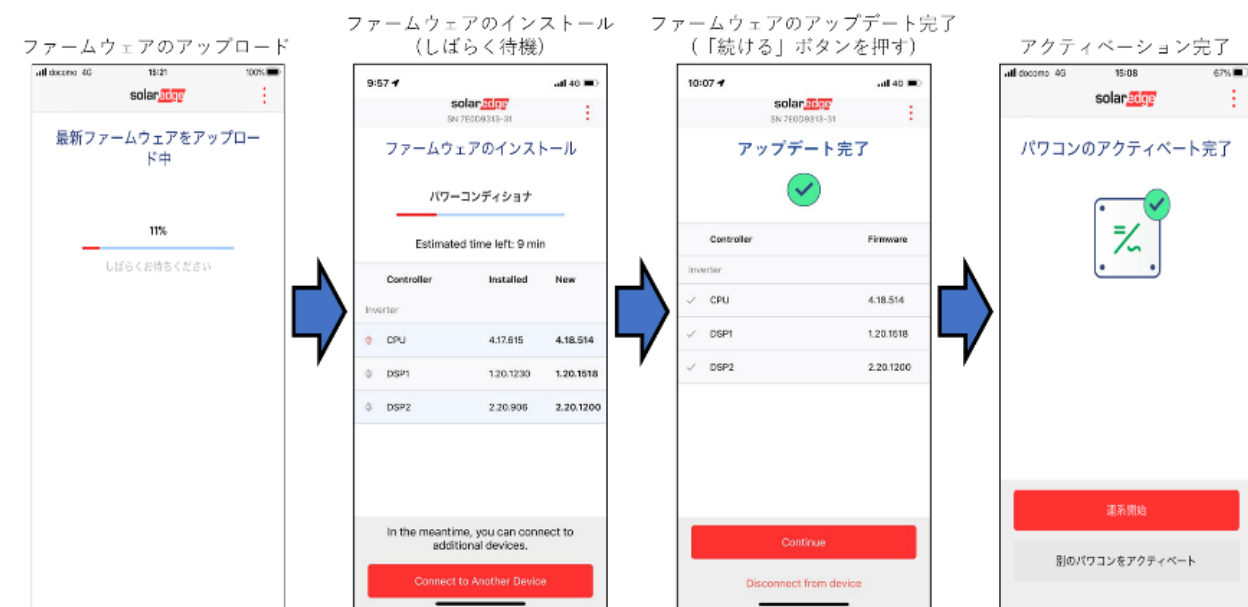 ファームウェアのアップロード
docomo 4G 15:21 100%
solaredge
最新ファームウェアをアップロー
ド中
11%
しばらくお待ちください
ファームウェアのインストール
(しばらく待機)
9:57 4G
solaredge
SN 7E0D9313-31
ファームウェアのインストール
パワーコンディショナ
Estimated time left: 9 min
Controller Installed New
Inverter
CPU 4.17.615 4.18.514
DSP1 1.20.1230 1.20.1518
DSP2 2.20.906 2.20.1200
In the meantime, you can connect to
additional devices.
Connect to Another Device
ファームウェアのアップデート完了
(「続ける」ボタンを押す)
10:07 4G
solaredge
SN 7E0D9313-31
アップデート完了
Controller Firmware
Inverter
CPU 4.18.514
DSP1 1.20.1518
DSP2 2.20.1200
Continue
Disconnect from device
アクティベーション完了
docomo 4G 15:08 67%
solaredge
パワコンのアクティベート完了
連系開始
別のパワコンをアクティベート